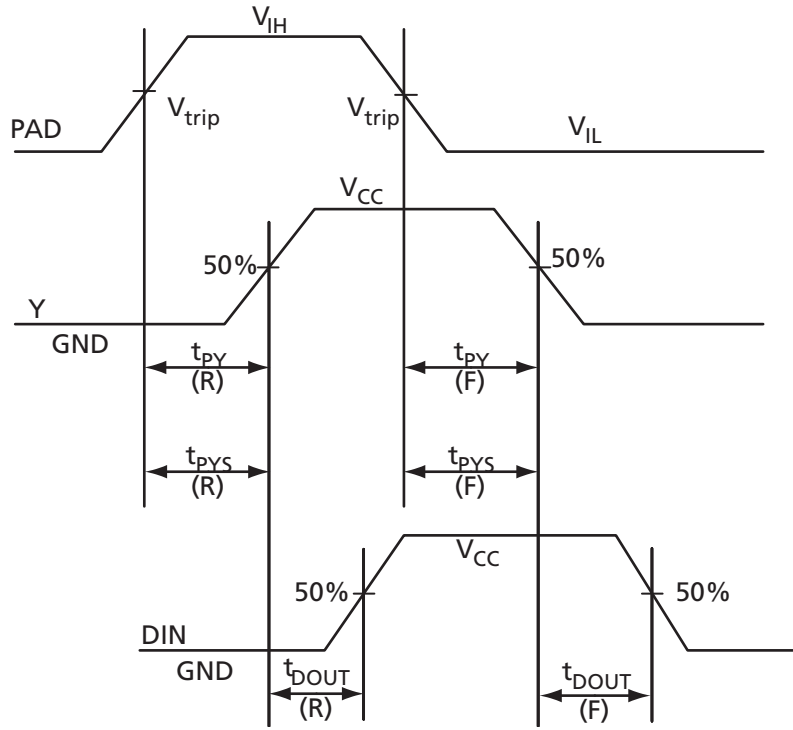 V_IH
V_trip
V_trip
PAD
V_IL
V_CC
50%
50%
Y
GND
t_PY
(R)
t_PY
(F)
t_PYS
(R)
t_PYS
(F)
V_CC
50%
50%
DIN
GND
t_DOUT
(R)
t_DOUT
(F)